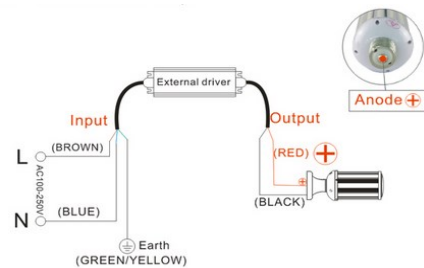 External driver
Anode ⊕
Input
Output
L
(BROWN)
(RED) ⊕
AC100-250V
(BLACK)
N
(BLUE)
Earth
(GREEN/YELLOW)